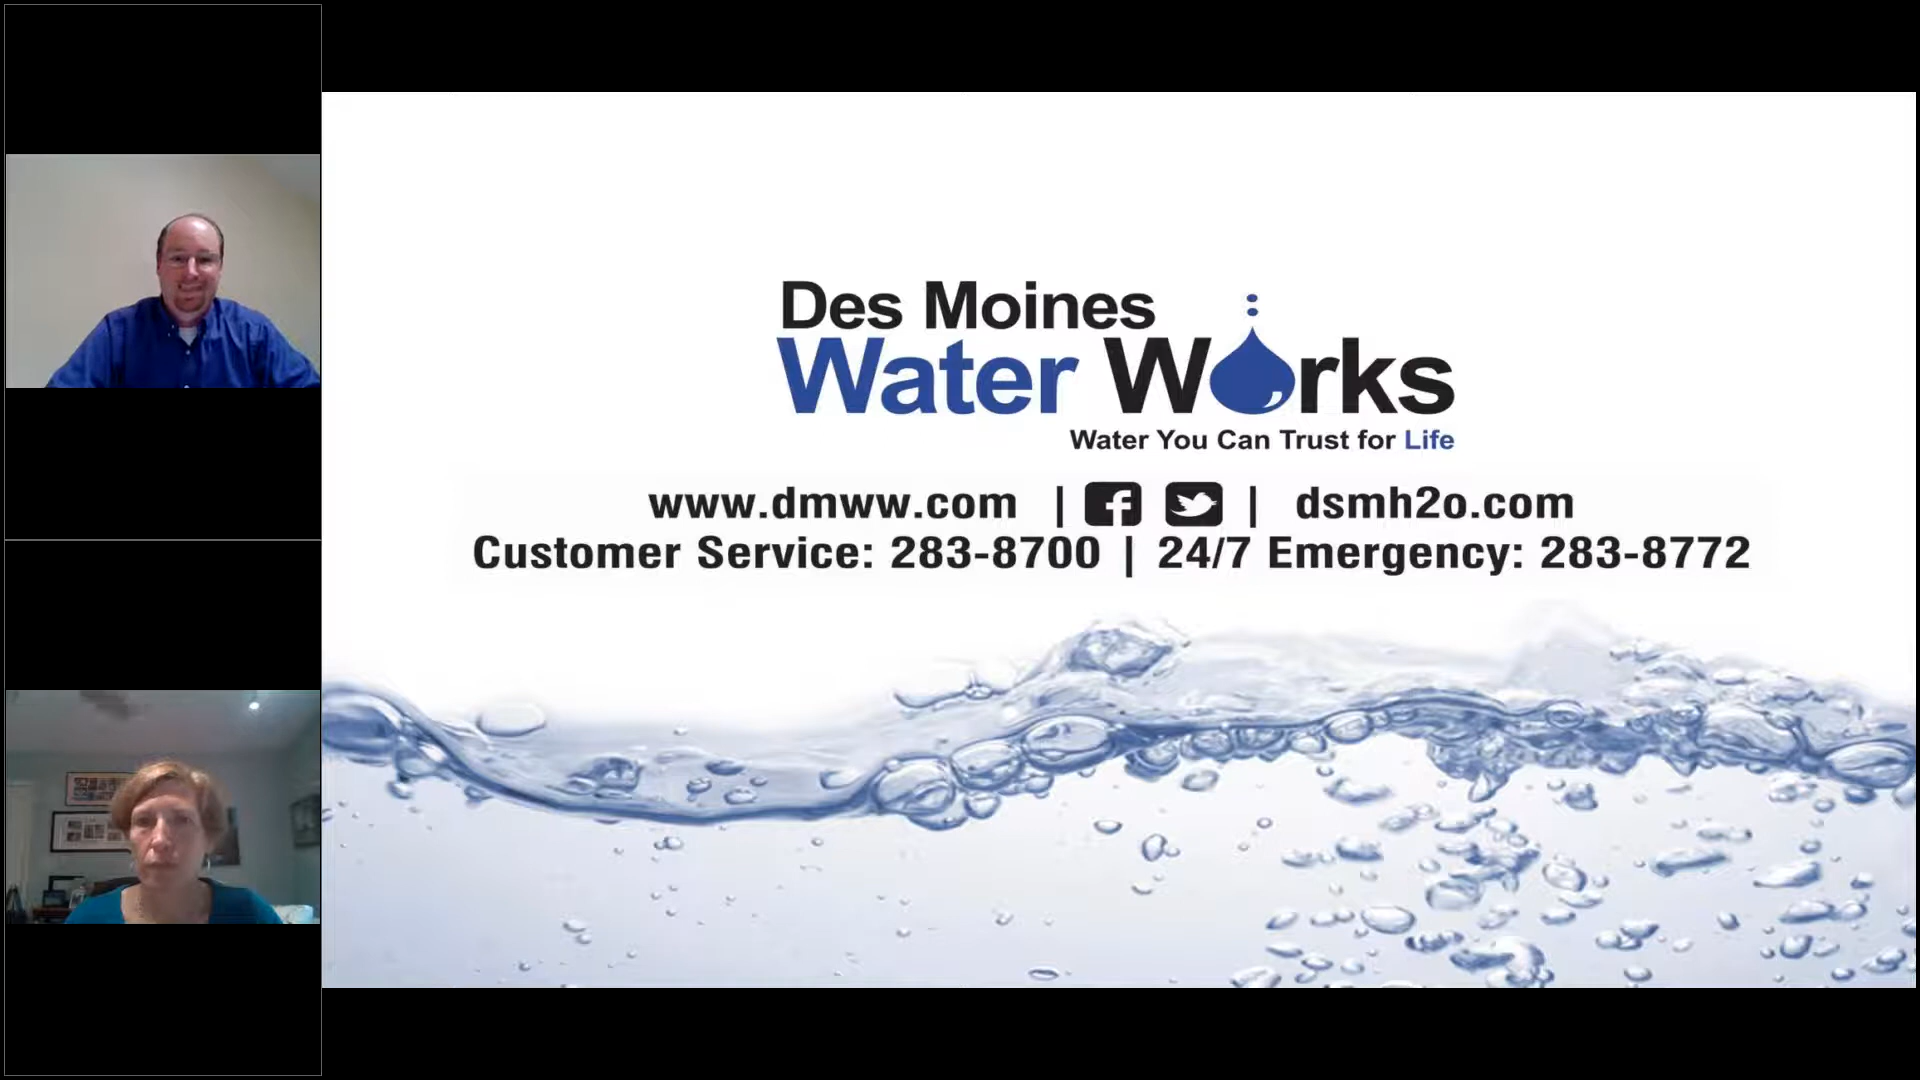 Des Moines
Water Works
Water You Can Trust for Life
www.dmww.com | | dsmh2o.com
Customer Service: 283-8700 | 24/7 Emergency: 283-8772